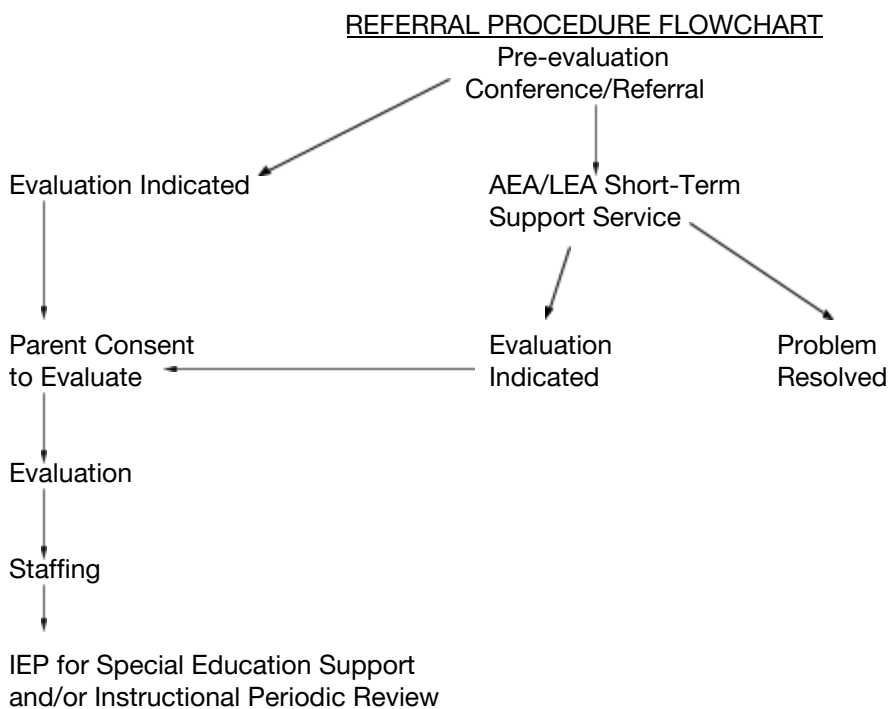 REFERRAL PROCEDURE FLOWCHART
Pre-evaluation
Conference/Referral
Evaluation Indicated
AEA/LEA Short-Term
Support Service
Parent Consent
to Evaluate
Evaluation
Indicated
Problem
Resolved
Evaluation
Staffing
IEP for Special Education Support
and/or Instructional Periodic Review